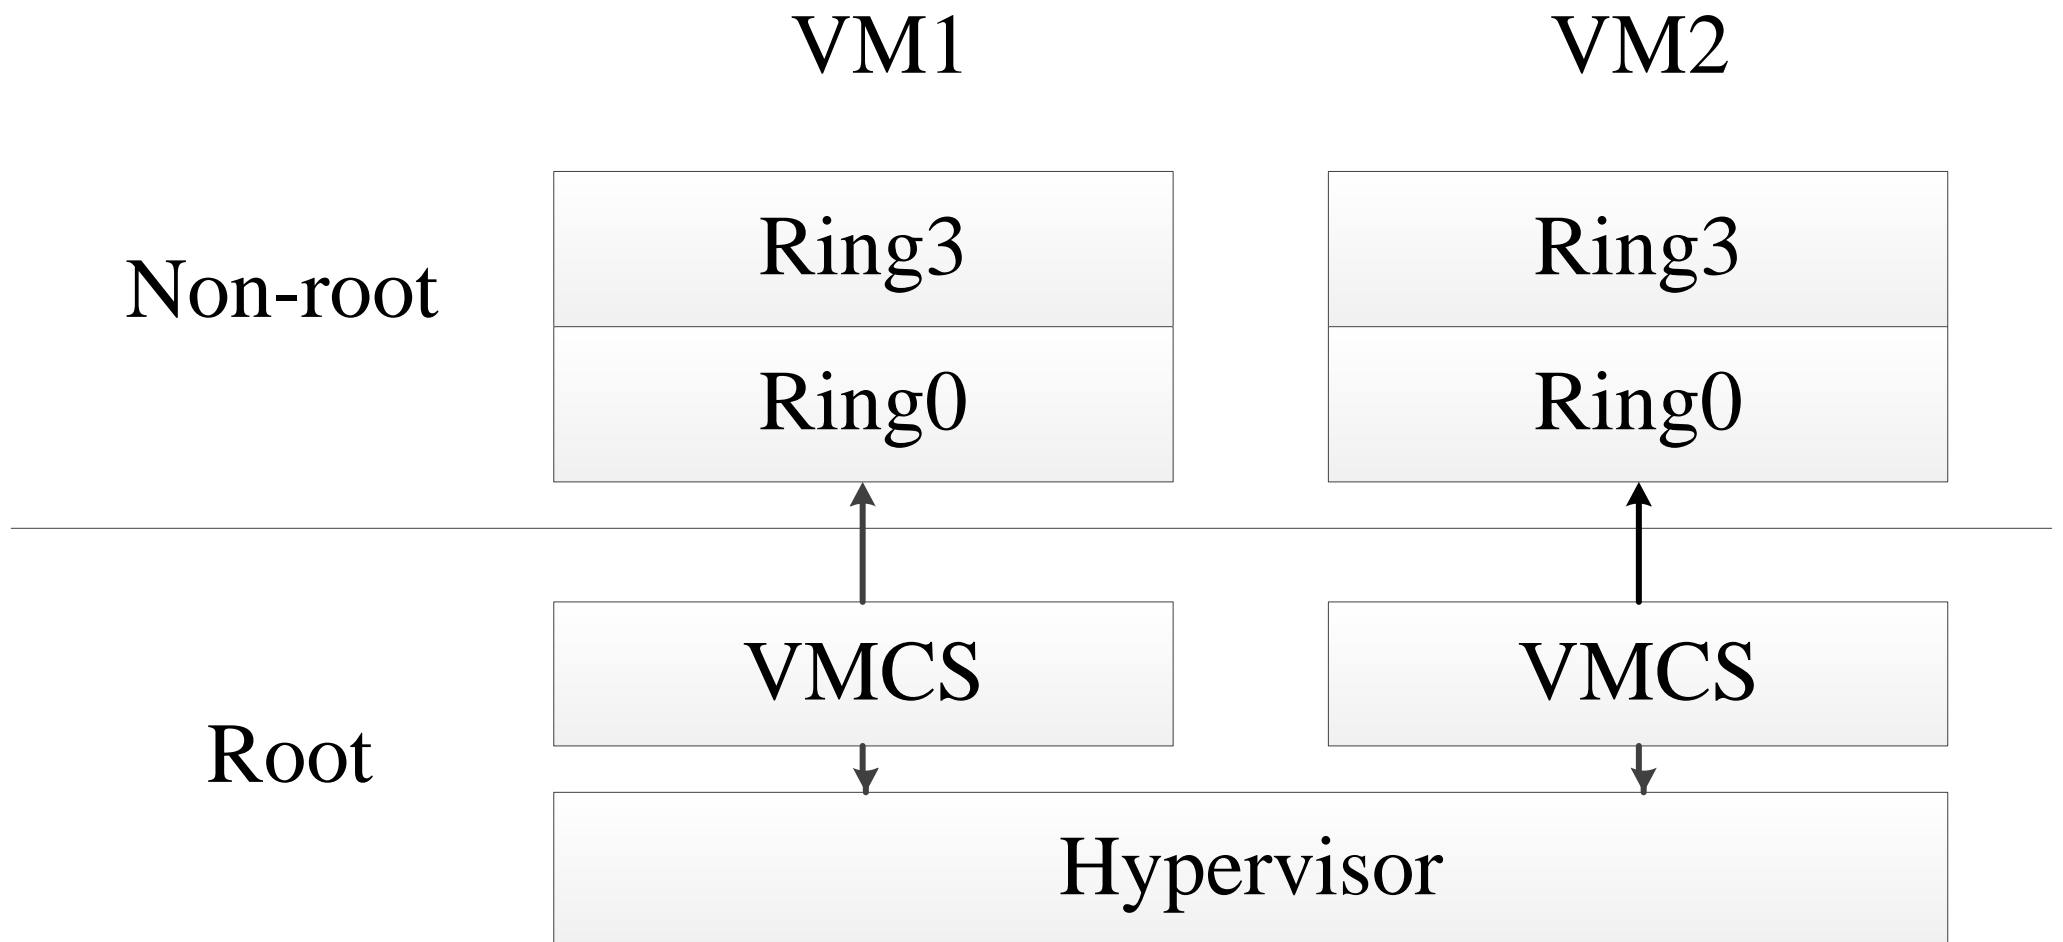 VM1
VM2
Non-root
Ring3
Ring3
Ring0
Ring0
Root
VMCS
VMCS
Hypervisor